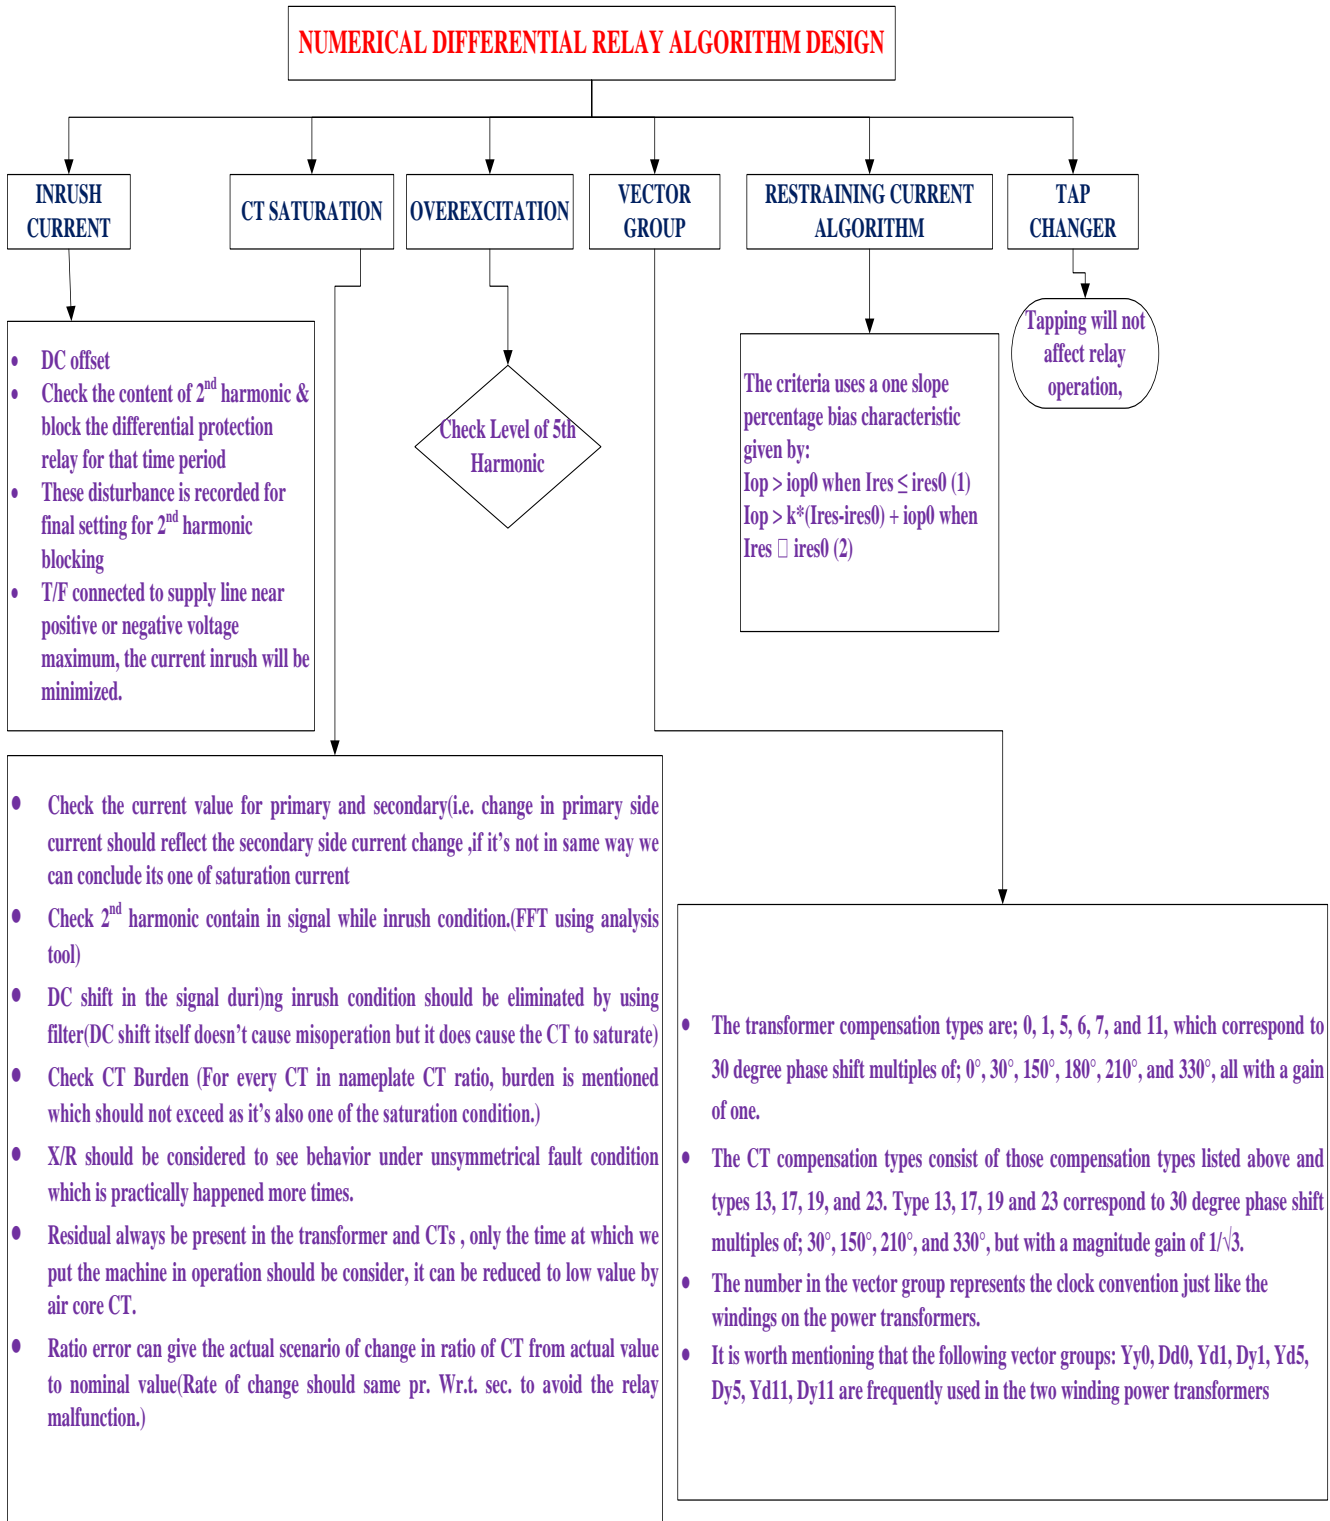 NUMERICAL DIFFERENTIAL RELAY ALGORITHM DESIGN
INRUSH
CURRENT
CT SATURATION
OVEREXCITATION
VECTOR
GROUP
RESTRAINING CURRENT
ALGORITHM
TAP
CHANGER
• DC offset
• Check the content of 2nd harmonic &
block the differential protection
relay for that time period
• These disturbance is recorded for
final setting for 2nd harmonic
blocking
• T/F connected to supply line near
positive or negative voltage
maximum, the current inrush will be
minimized.
Check Level of 5th
Harmonic
The criteria uses a one slope
percentage bias characteristic
given by:
Iop > iop0 when Ires ≤ ires0 (1)
Iop > k*(Ires-ires0) + iop0 when
Ires □ ires0 (2)
Tapping will not
affect relay
operation,
• Check the current value for primary and secondary(i.e. change in primary side
current should reflect the secondary side current change ,if it’s not in same way we
can conclude its one of saturation current
• Check 2nd harmonic contain in signal while inrush condition.(FFT using analysis
tool)
• DC shift in the signal duri)ng inrush condition should be eliminated by using
filter(DC shift itself doesn’t cause misoperation but it does cause the CT to saturate)
• Check CT Burden (For every CT in nameplate CT ratio, burden is mentioned
which should not exceed as it’s also one of the saturation condition.)
• X/R should be considered to see behavior under unsymmetrical fault condition
which is practically happened more times.
• Residual always be present in the transformer and CTs , only the time at which we
put the machine in operation should be consider, it can be reduced to low value by
air core CT.
• Ratio error can give the actual scenario of change in ratio of CT from actual value
to nominal value(Rate of change should same pr. Wr.t. sec. to avoid the relay
malfunction.)
• The transformer compensation types are; 0, 1, 5, 6, 7, and 11, which correspond to
30 degree phase shift multiples of; 0°, 30°, 150°, 180°, 210°, and 330°, all with a gain
of one.
• The CT compensation types consist of those compensation types listed above and
types 13, 17, 19, and 23. Type 13, 17, 19 and 23 correspond to 30 degree phase shift
multiples of; 30°, 150°, 210°, and 330°, but with a magnitude gain of 1/√3.
• The number in the vector group represents the clock convention just like the
windings on the power transformers.
• It is worth mentioning that the following vector groups: Yy0, Dd0, Yd1, Dy1, Yd5,
Dy5, Yd11, Dy11 are frequently used in the two winding power transformers